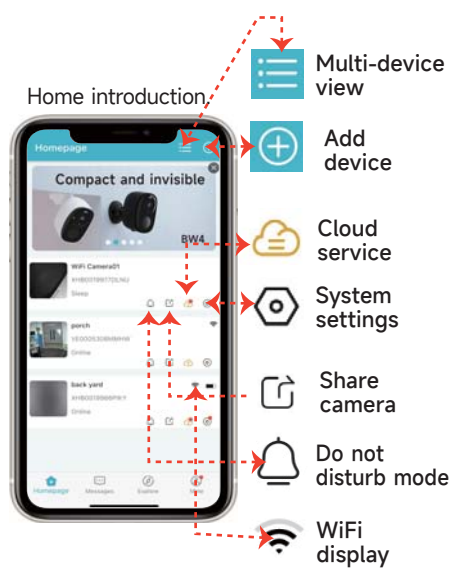 Multi-device
view
Home introduction
Add
device
Homepage
Compact and invisible
BW4
Cloud
service
WiFi Camera01
Sleep
System
settings
porch
Online
Share
camera
back yard
Online
Do not
disturb mode
Homepage Messages Explore
WiFi
display